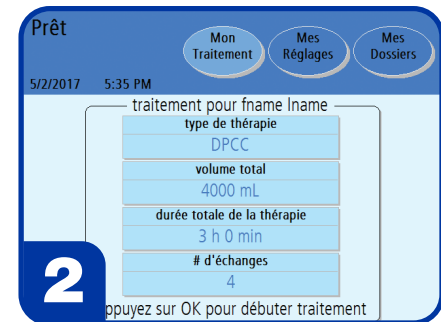 Prêt
Mon Traitement
Mes Réglages
Mes Dossiers
5/2/2017 5:35 PM
traitement pour fname lname
type de thérapie
DPCC
volume total
4000 mL
durée totale de la thérapie
3 h 0 min
# d'échanges
4
2
ppuyez sur OK pour débuter traitement